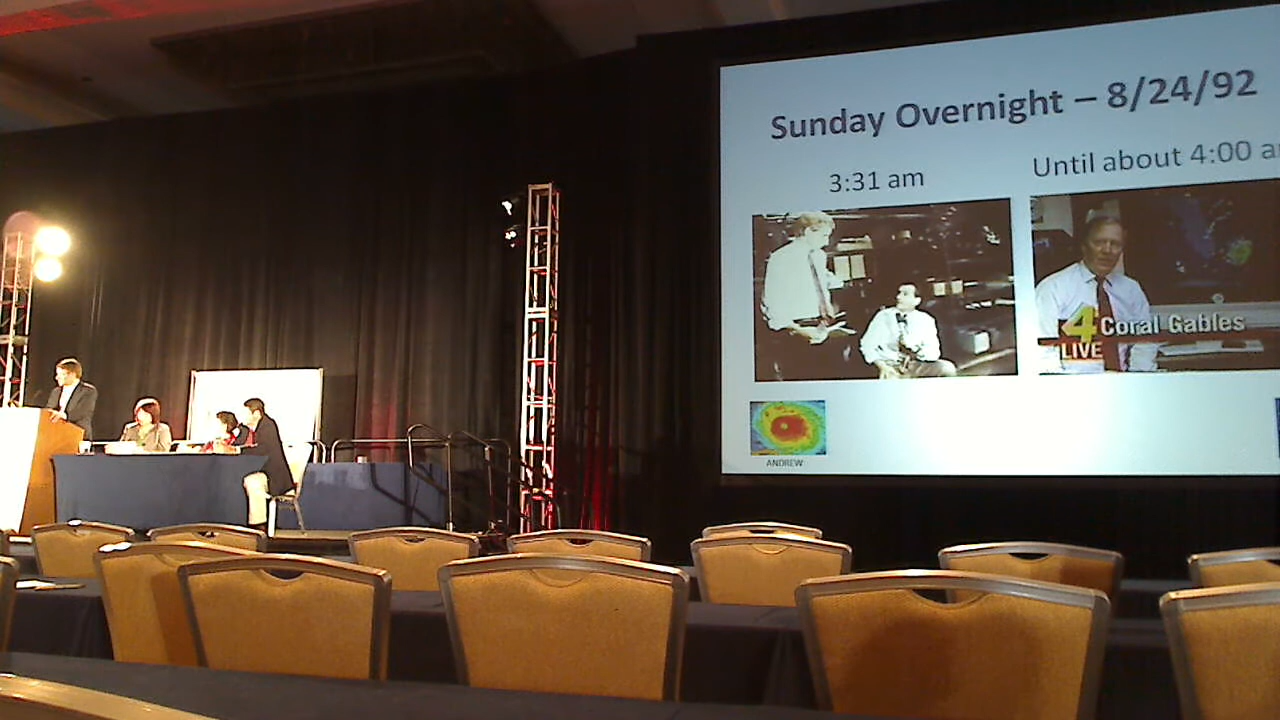 Sunday Overnight – 8/24/92
3:31 am
Until about 4:00 a
4 Coral Gables
LIVE
ANDREW